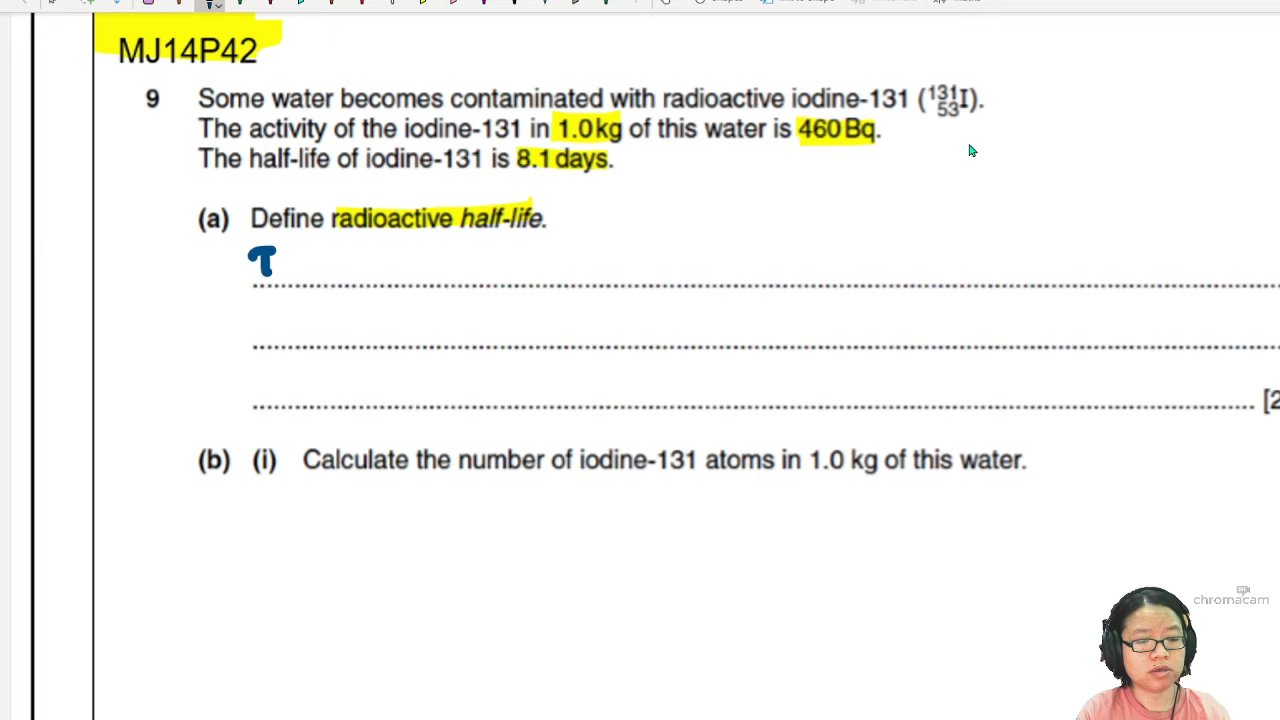 MJ14P42
9 Some water becomes contaminated with radioactive iodine-131 (¹³¹₅₃I).
The activity of the iodine-131 in 1.0 kg of this water is 460 Bq.
The half-life of iodine-131 is 8.1 days.
(a) Define radioactive half-life.
T
[2
(b) (i) Calculate the number of iodine-131 atoms in 1.0 kg of this water.
chromacam